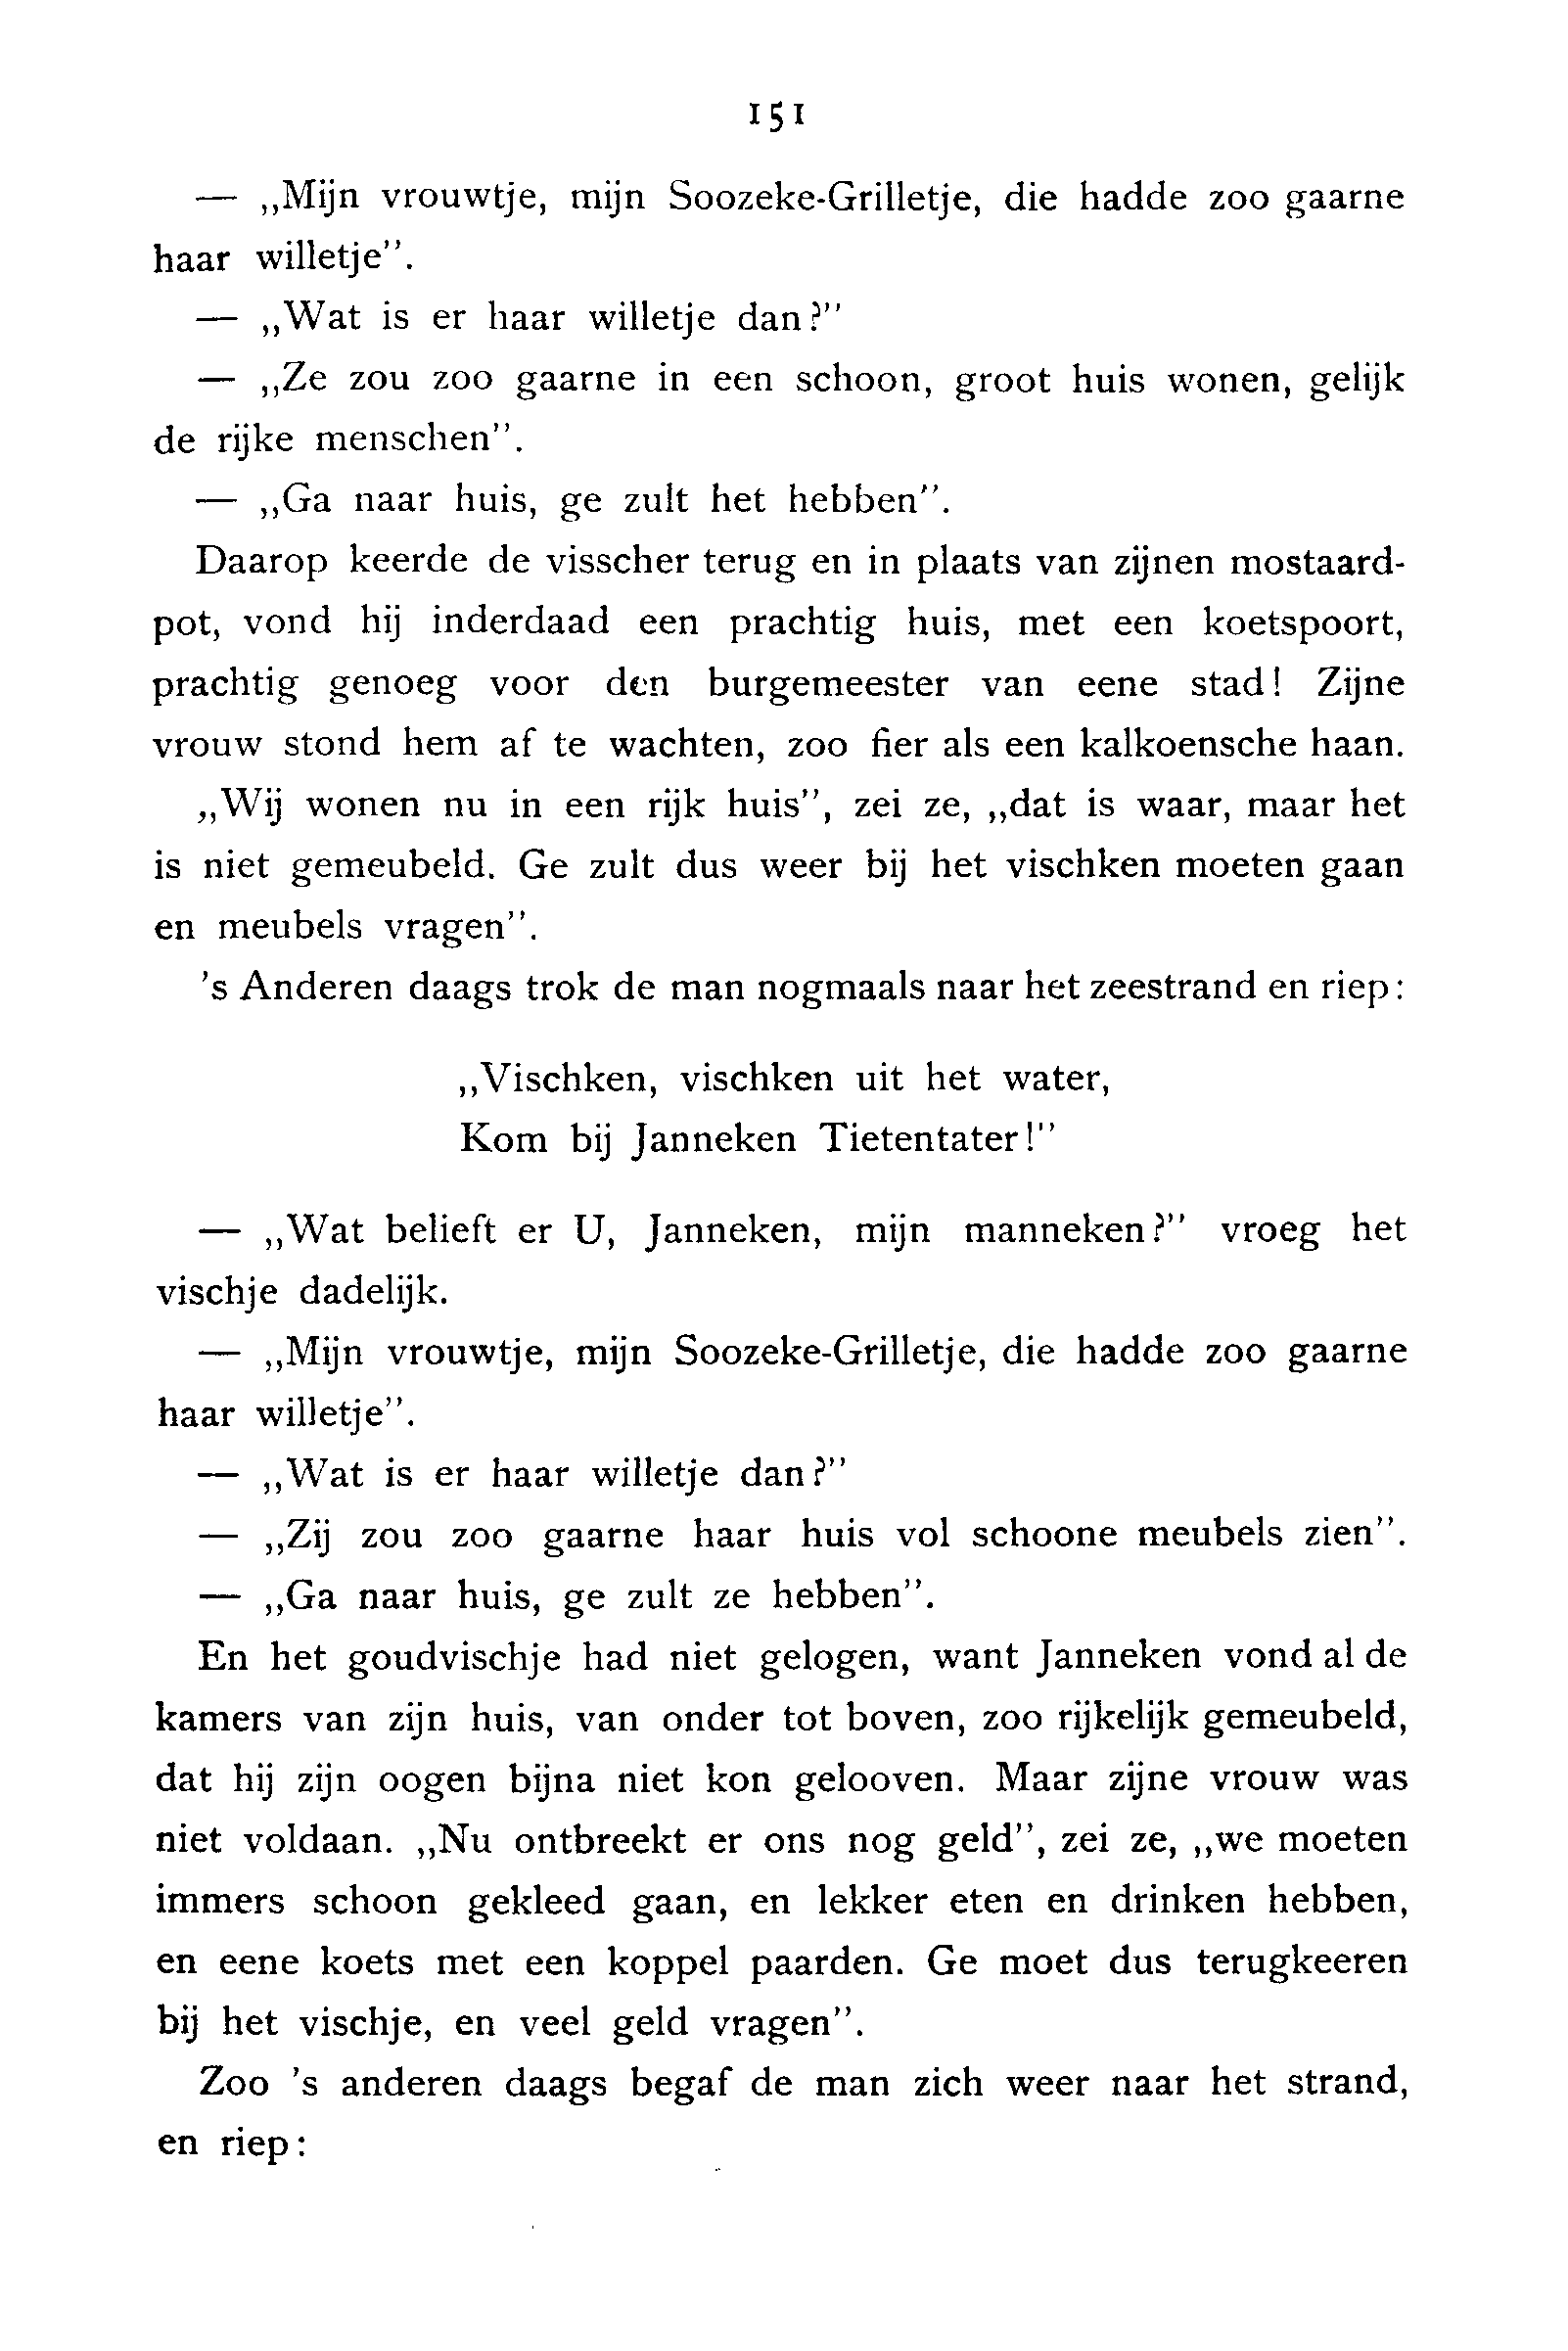 151
— „Mijn vrouwtje, mijn Soozeke-Grilletje, die hadde zoo gaarne
haar willetje”.
— „Wat is er haar willetje dan?”
— „Ze zou zoo gaarne in een schoon, groot huis wonen, gelijk
de rijke menschen”.
— „Ga naar huis, ge zult het hebben”.
Daarop keerde de visscher terug en in plaats van zijnen mostaard-
pot, vond hij inderdaad een prachtig huis, met een koetspoort,
prachtig genoeg voor den burgemeester van eene stad! Zijne
vrouw stond hem af te wachten, zoo fier als een kalkoensche haan.
„Wij wonen nu in een rijk huis”, zei ze, „dat is waar, maar het
is niet gemeubeld. Ge zult dus weer bij het vischken moeten gaan
en meubels vragen”.
’s Anderen daags trok de man nogmaals naar het zeestrand en riep:
„Vischken, vischken uit het water,
Kom bij Janneken Tietentater!”
— „Wat belieft er U, Janneken, mijn manneken?” vroeg het
vischje dadelijk.
— „Mijn vrouwtje, mijn Soozeke-Grilletje, die hadde zoo gaarne
haar willetje”.
— „Wat is er haar willetje dan?”
— „Zij zou zoo gaarne haar huis vol schoone meubels zien”.
— „Ga naar huis, ge zult ze hebben”.
En het goudvischje had niet gelogen, want Janneken vond al de
kamers van zijn huis, van onder tot boven, zoo rijkelijk gemeubeld,
dat hij zijn oogen bijna niet kon gelooven. Maar zijne vrouw was
niet voldaan. „Nu ontbreekt er ons nog geld”, zei ze, „we moeten
immers schoon gekleed gaan, en lekker eten en drinken hebben,
en eene koets met een koppel paarden. Ge moet dus terugkeeren
bij het vischje, en veel geld vragen”.
Zoo ’s anderen daags begaf de man zich weer naar het strand,
en riep: